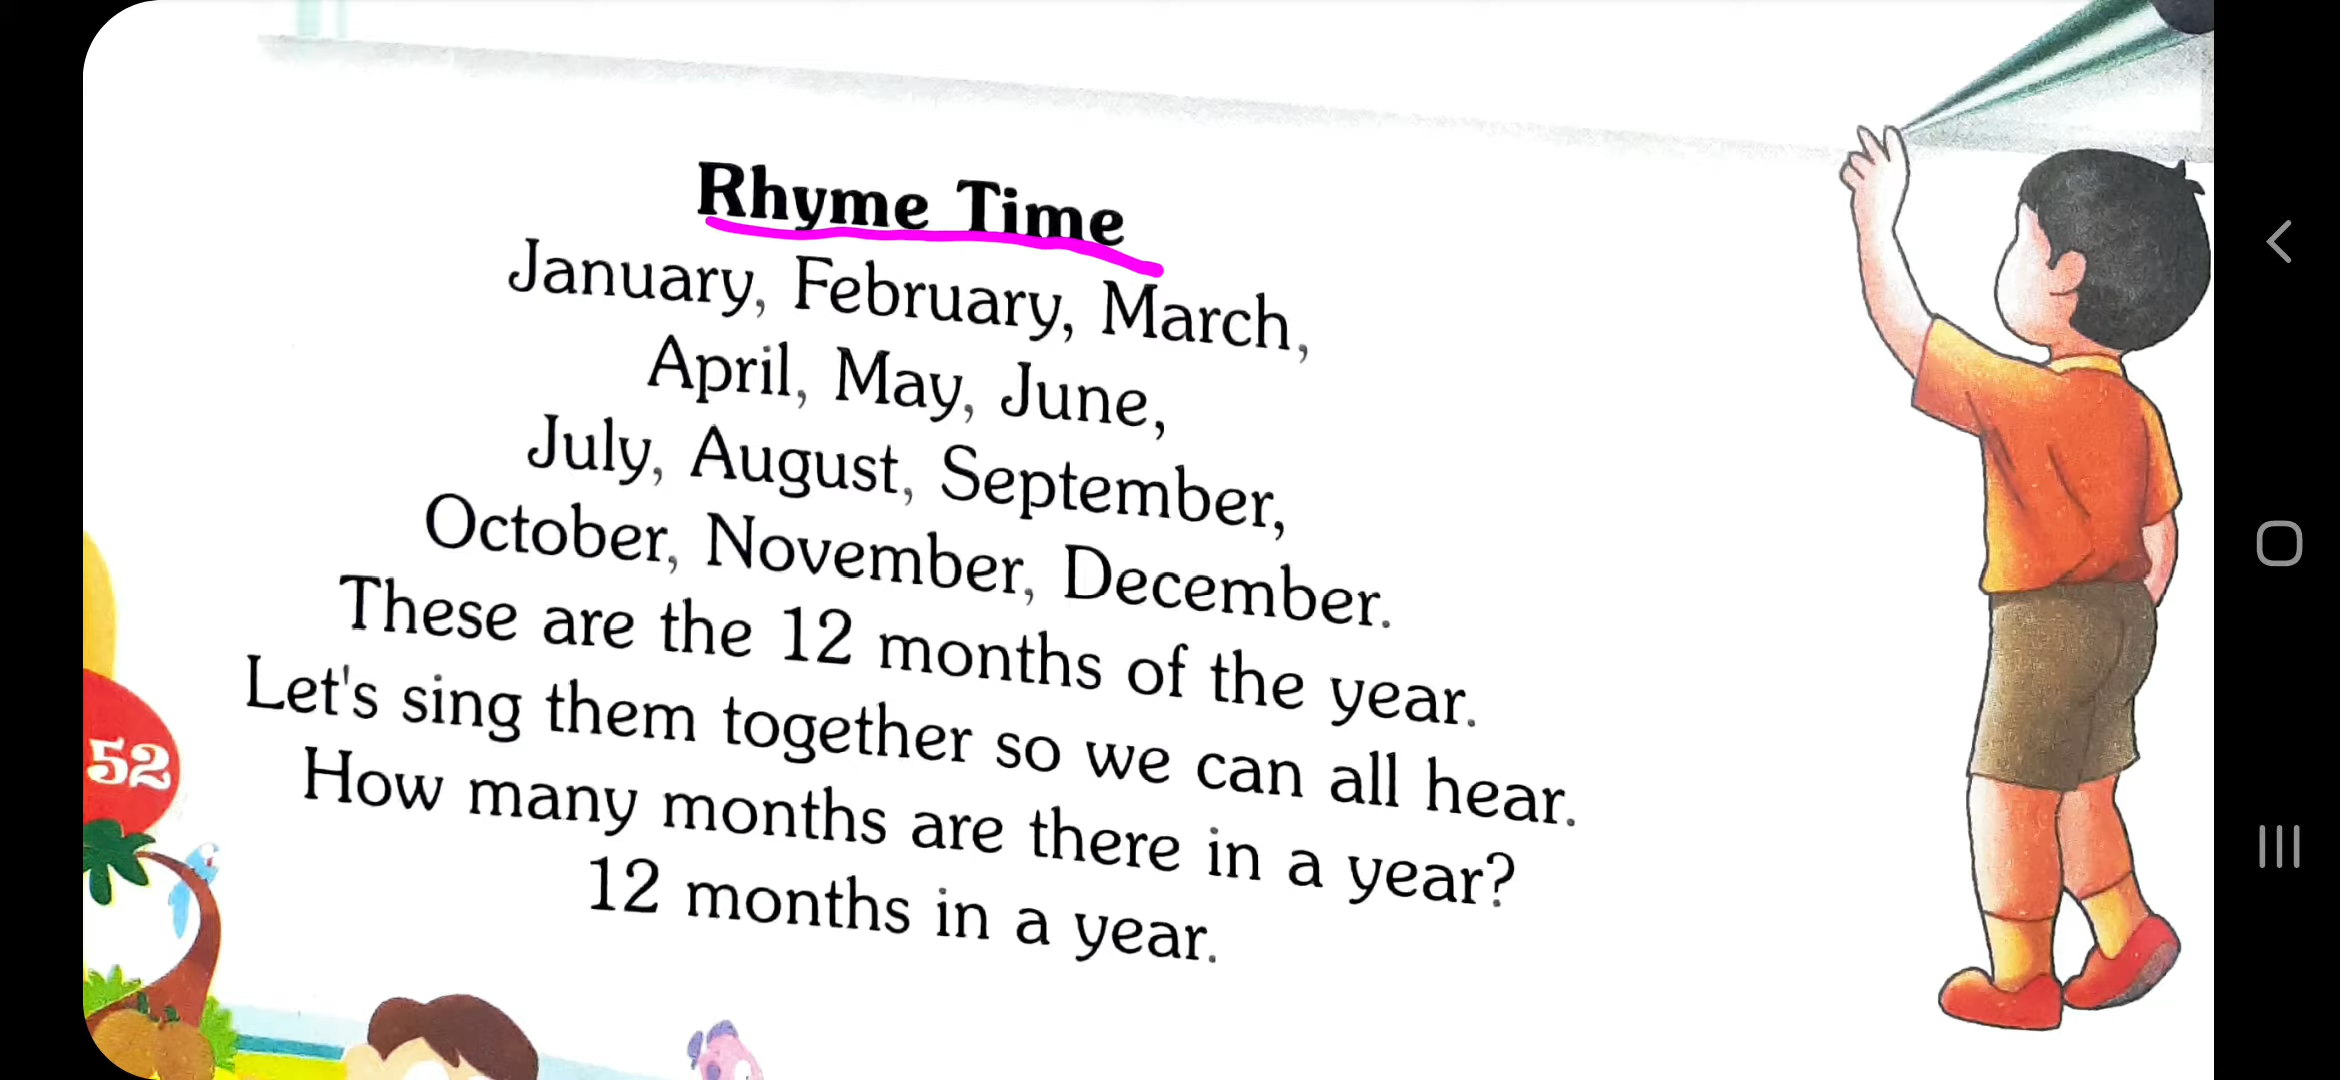 Rhyme Time
January, February, March,
April, May, June,
July, August, September,
October, November, December.
These are the 12 months of the year.
Let's sing them together so we can all hear.
How many months are there in a year?
12 months in a year.
52